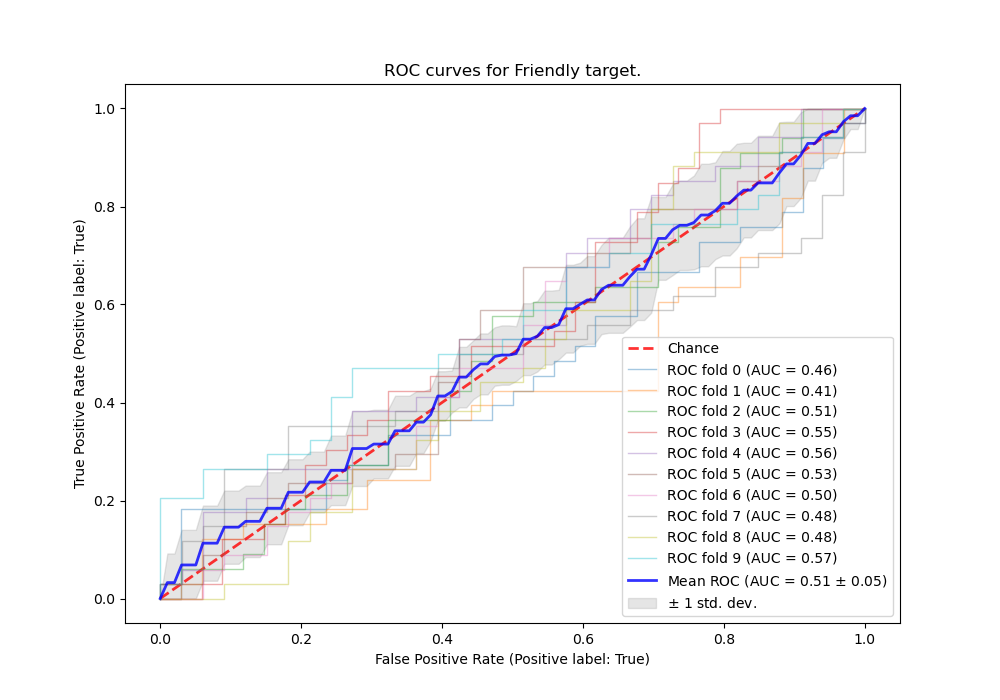 ROC curves for Friendly target.
True Positive Rate (Positive label: True)
1.0
0.8
0.6
0.4
0.2
0.0
0.0 0.2 0.4 0.6 0.8 1.0
False Positive Rate (Positive label: True)
Chance
ROC fold 0 (AUC = 0.46)
ROC fold 1 (AUC = 0.41)
ROC fold 2 (AUC = 0.51)
ROC fold 3 (AUC = 0.55)
ROC fold 4 (AUC = 0.56)
ROC fold 5 (AUC = 0.53)
ROC fold 6 (AUC = 0.50)
ROC fold 7 (AUC = 0.48)
ROC fold 8 (AUC = 0.48)
ROC fold 9 (AUC = 0.57)
Mean ROC (AUC = 0.51 ± 0.05)
± 1 std. dev.